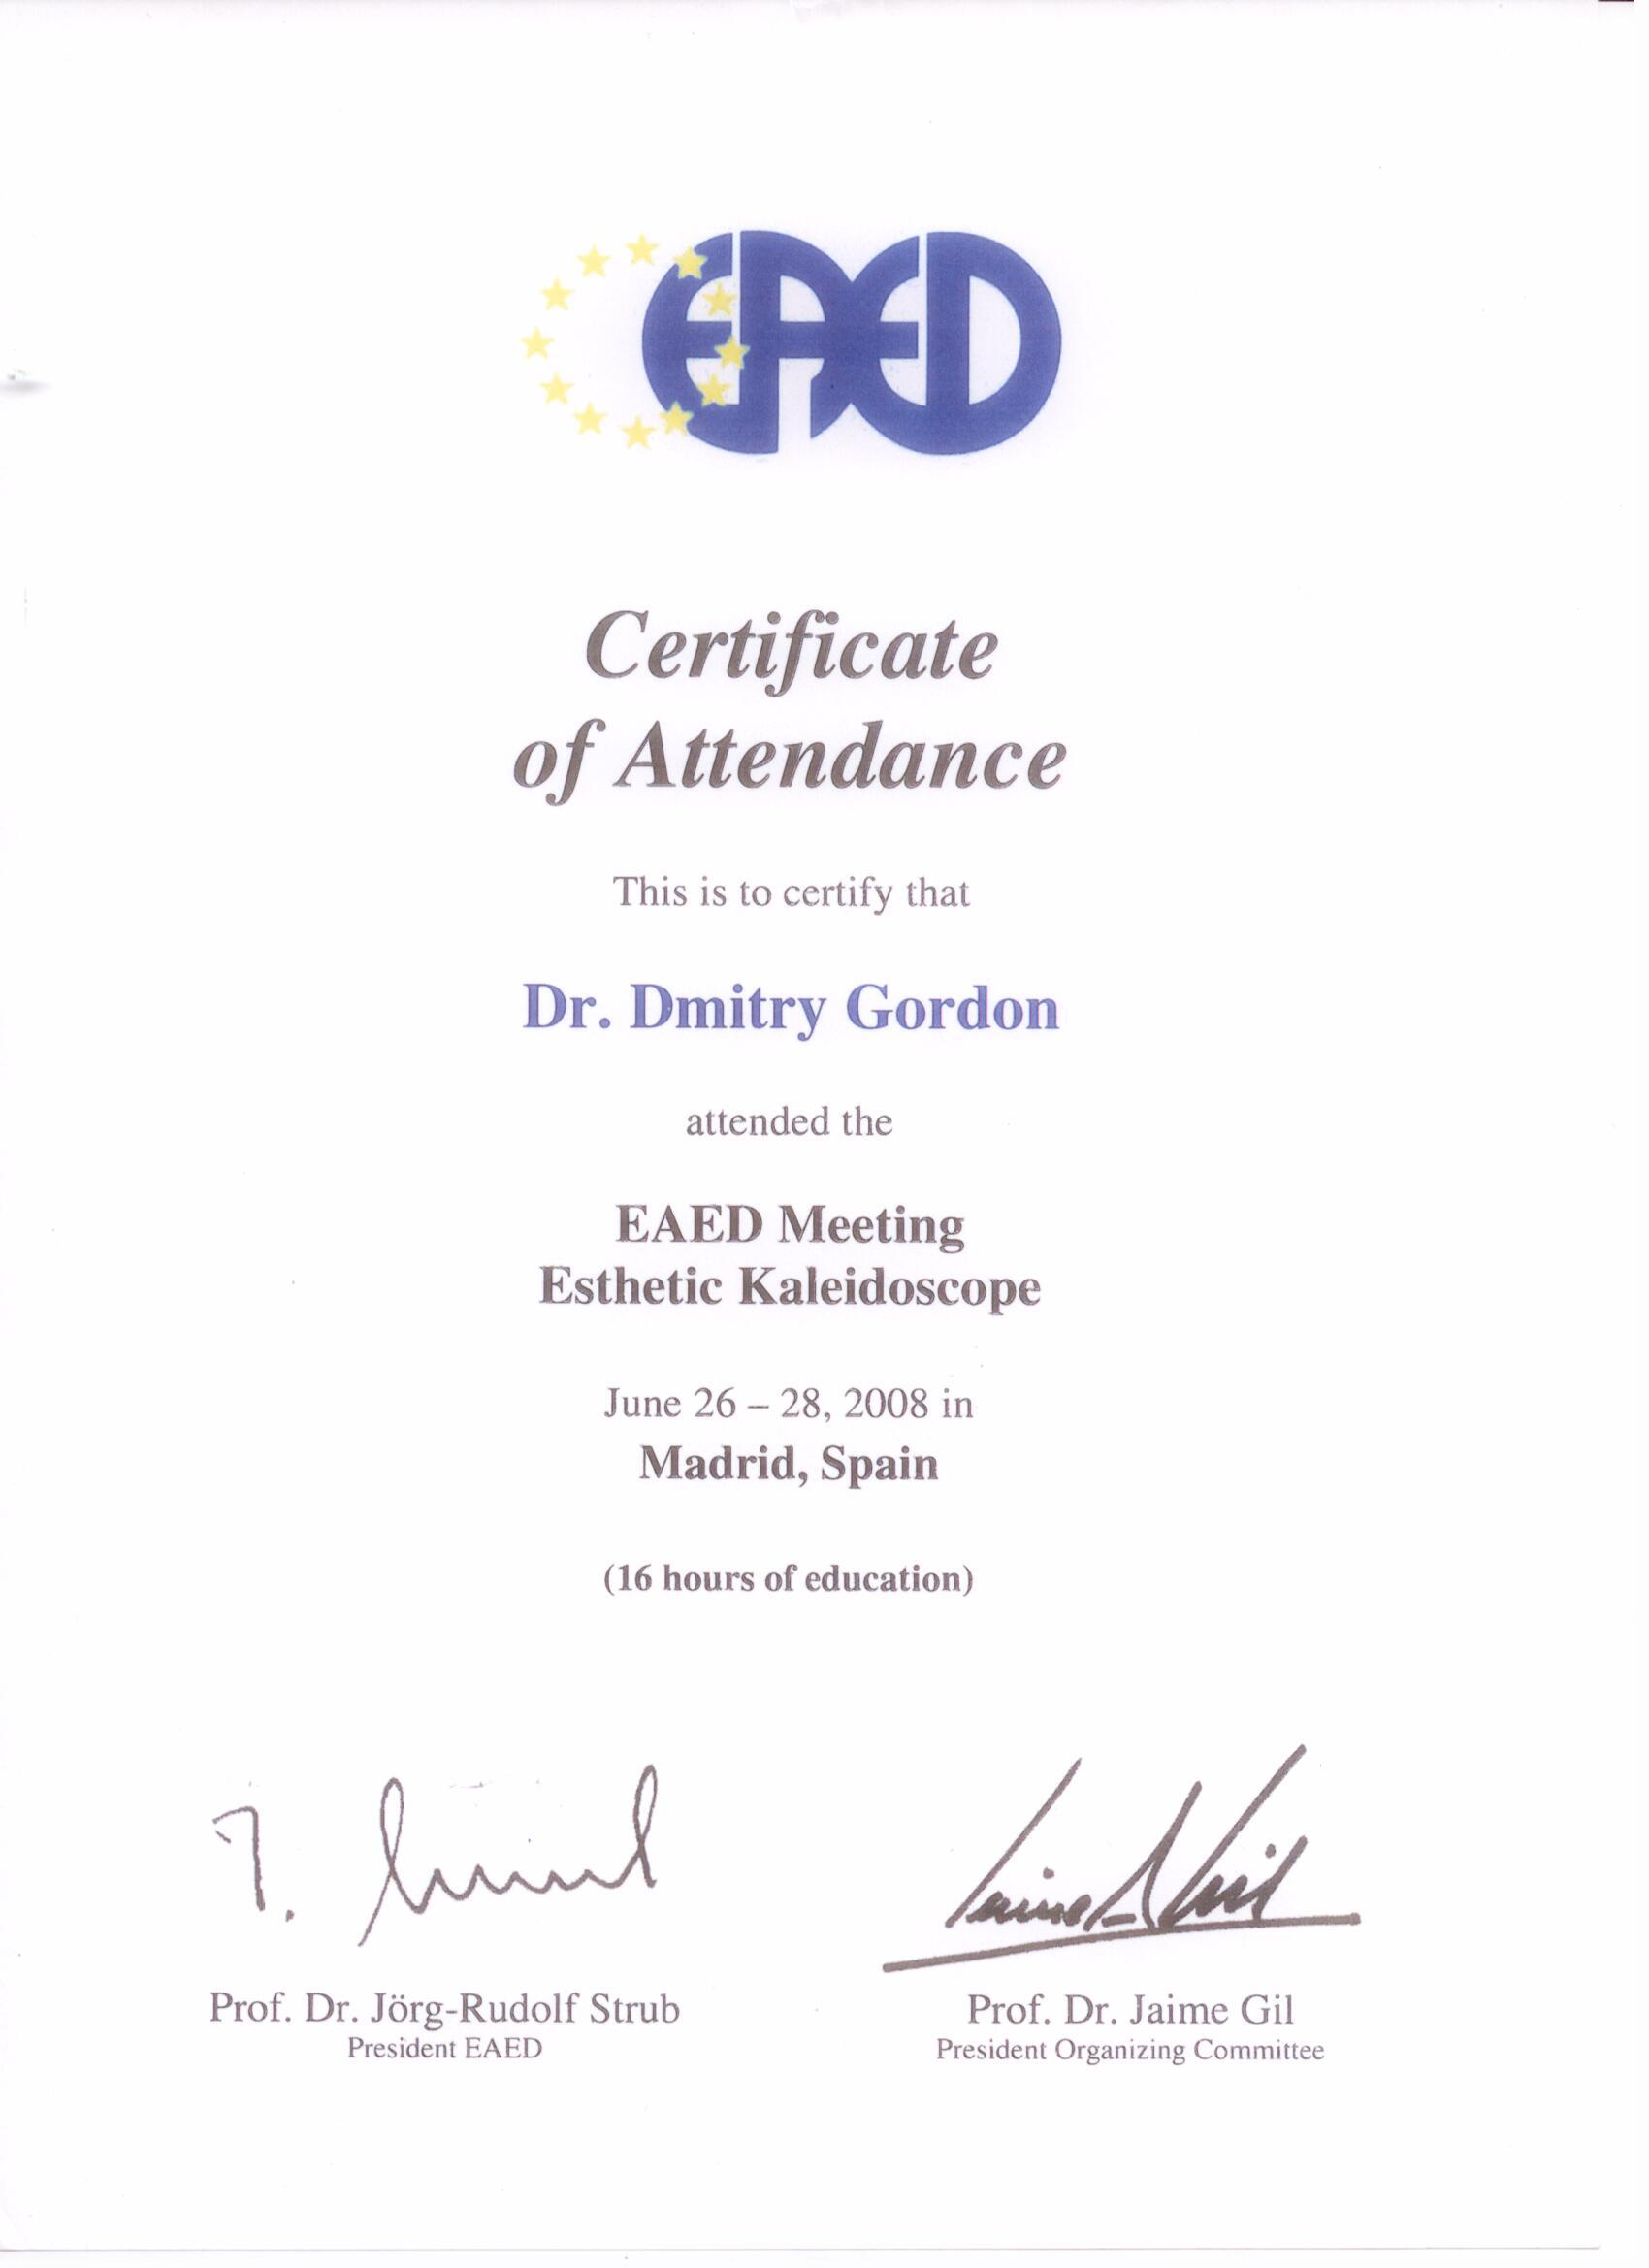 EAED
Certificate
of Attendance
This is to certify that
Dr. Dmitry Gordon
attended the
EAED Meeting
Esthetic Kaleidoscope
June 26 – 28, 2008 in
Madrid, Spain
(16 hours of education)
Prof. Dr. Jörg-Rudolf Strub
President EAED
Prof. Dr. Jaime Gil
President Organizing Committee